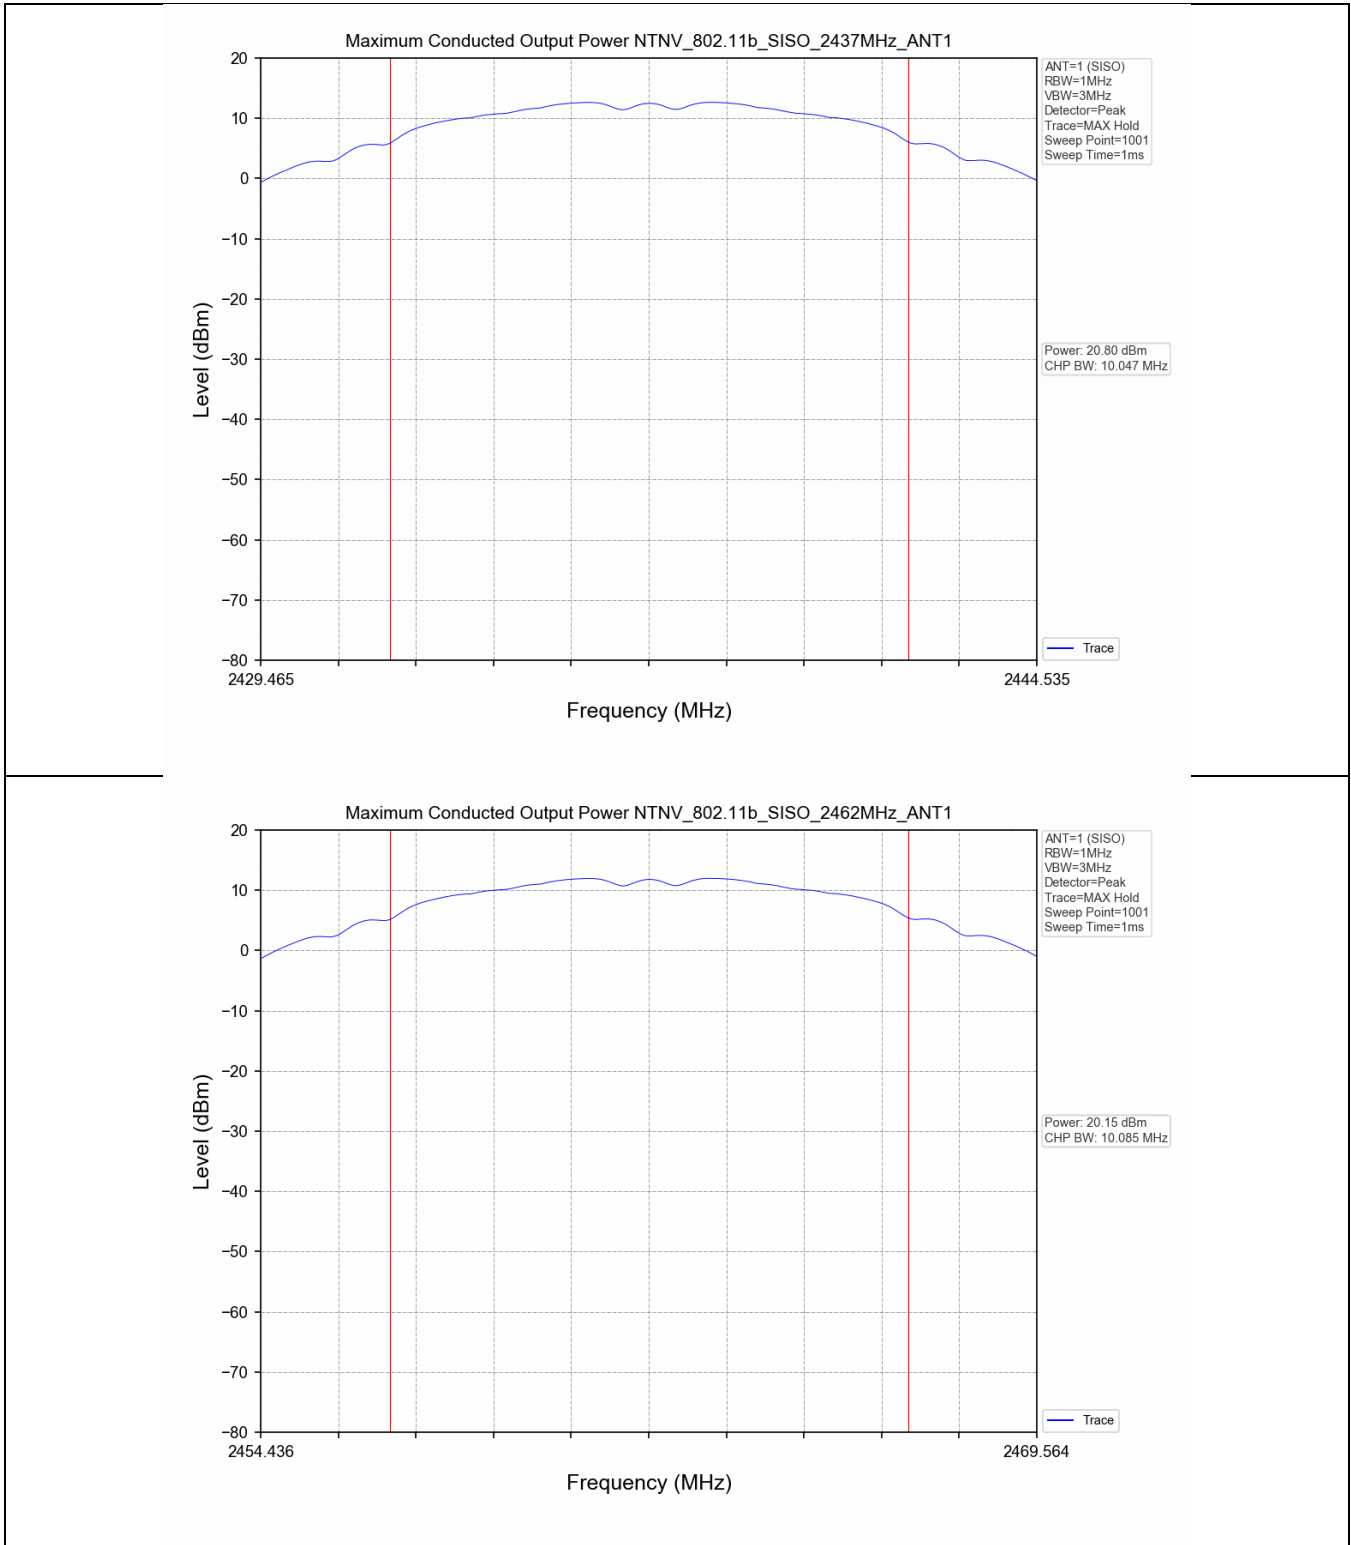 Maximum Conducted Output Power NTNV_802.11b_SISO_2437MHz_ANT1
20
10
0
−10
−20
−30
−40
−50
−60
−70
−80
Level (dBm)
2429.465
2444.535
Frequency (MHz)
ANT=1 (SISO)
RBW=1MHz
VBW=3MHz
Detector=Peak
Trace=MAX Hold
Sweep Point=1001
Sweep Time=1ms
Power: 20.80 dBm
CHP BW: 10.047 MHz
Trace
Maximum Conducted Output Power NTNV_802.11b_SISO_2462MHz_ANT1
20
10
0
−10
−20
−30
−40
−50
−60
−70
−80
Level (dBm)
2454.436
2469.564
Frequency (MHz)
ANT=1 (SISO)
RBW=1MHz
VBW=3MHz
Detector=Peak
Trace=MAX Hold
Sweep Point=1001
Sweep Time=1ms
Power: 20.15 dBm
CHP BW: 10.085 MHz
Trace